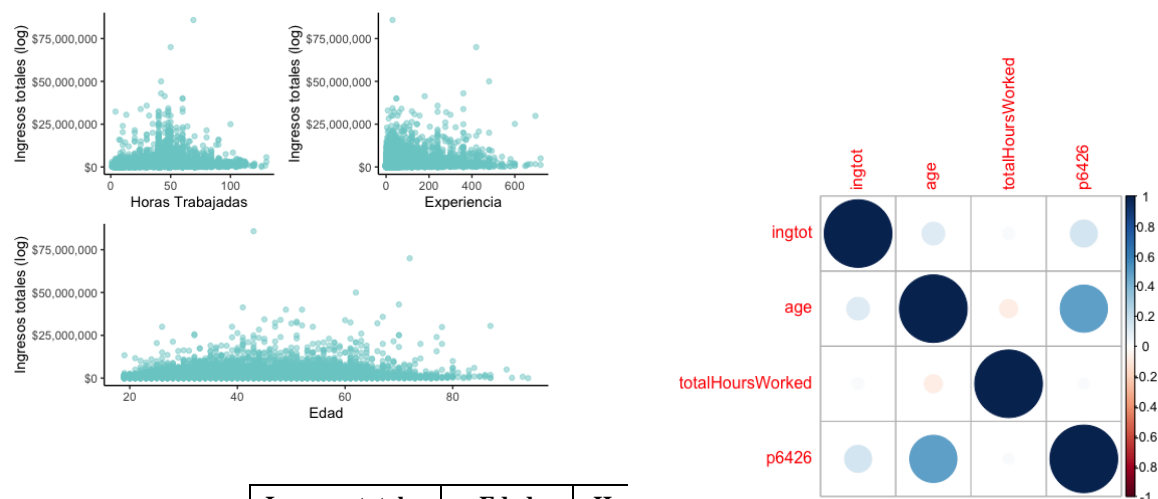 Ingresos totales (log)
$75,000,000
$50,000,000
$25,000,000
$0
0 50 100
Horas Trabajadas
Ingresos totales (log)
$75,000,000
$50,000,000
$25,000,000
$0
0 200 400 600
Experiencia
Ingresos totales (log)
$75,000,000
$50,000,000
$25,000,000
$0
20 40 60 80
Edad
ingtot
age
totalHoursWorked
p6426
ingtot
age
totalHoursWorked
p6426
1
0.8
0.6
0.4
0.2
0
-0.2
-0.4
-0.6
-0.8
-1